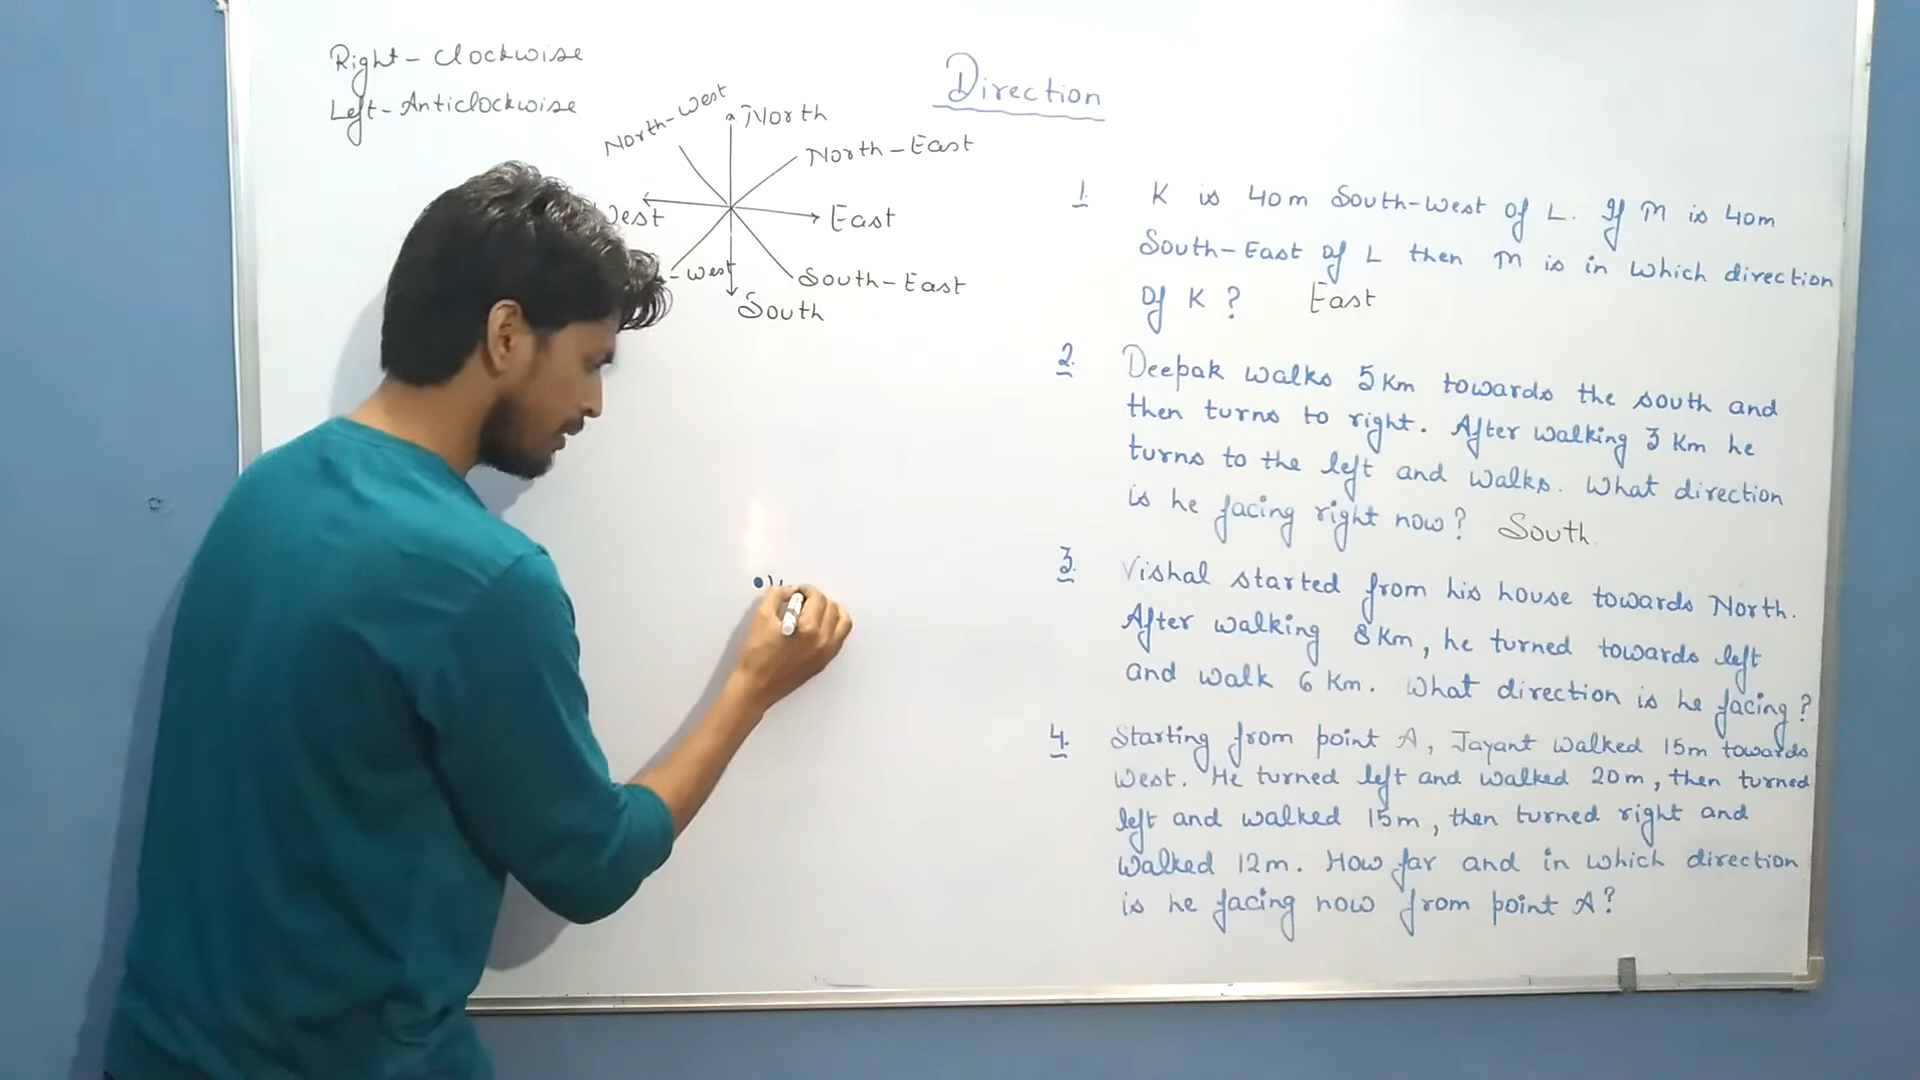 Right - Clockwise
Left - Anticlockwise
Direction
North-West
North
North-East
East
- West
South-East
South
1. K is 40m South-West of L. If M is 40m
South-East of L then M is in which direction
of K ? East
2. Deepak walks 5 Km towards the south and
then turns to right. After walking 3 Km he
turns to the left and walks. What direction
is he facing right now? South.
3. Vishal started from his house towards North.
After walking 8 Km, he turned towards left
and walk 6 Km. What direction is he facing?
4. Starting from point A, Jayant walked 15m towards
West. He turned left and walked 20m, then turned
left and walked 15m, then turned right and
walked 12m. How far and in which direction
is he facing now from point A?